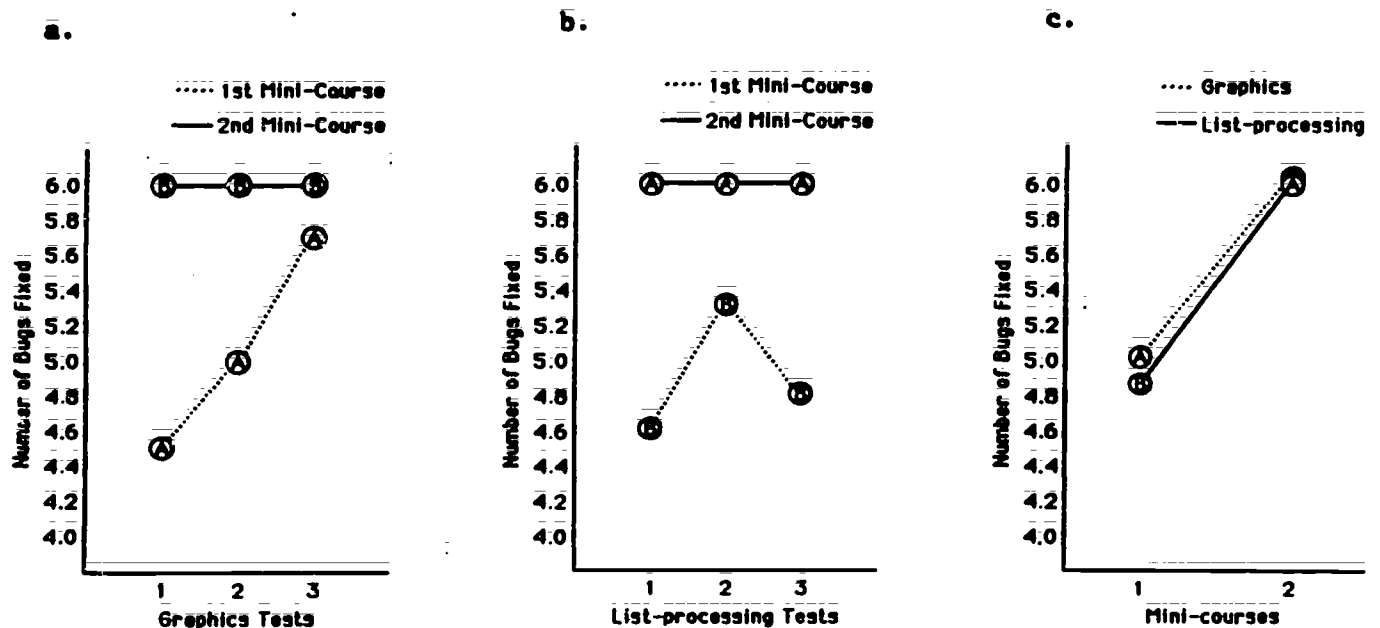 a.
1st Mini-Course
2nd Mini-Course
Number of Bugs Fixed
6.0
5.8
5.6
5.4
5.2
5.0
4.8
4.6
4.4
4.2
4.0
B B B
A
A
A
1 2 3
Graphics Tests
b.
1st Mini-Course
2nd Mini-Course
Number of Bugs Fixed
6.0
5.8
5.6
5.4
5.2
5.0
4.8
4.6
4.4
4.2
4.0
A A A
B
B
B
1 2 3
List-processing Tests
c.
Graphics
List-processing
Number of Bugs Fixed
6.0
5.8
5.6
5.4
5.2
5.0
4.8
4.6
4.4
4.2
4.0
A
A
B
1 2
Mini-courses